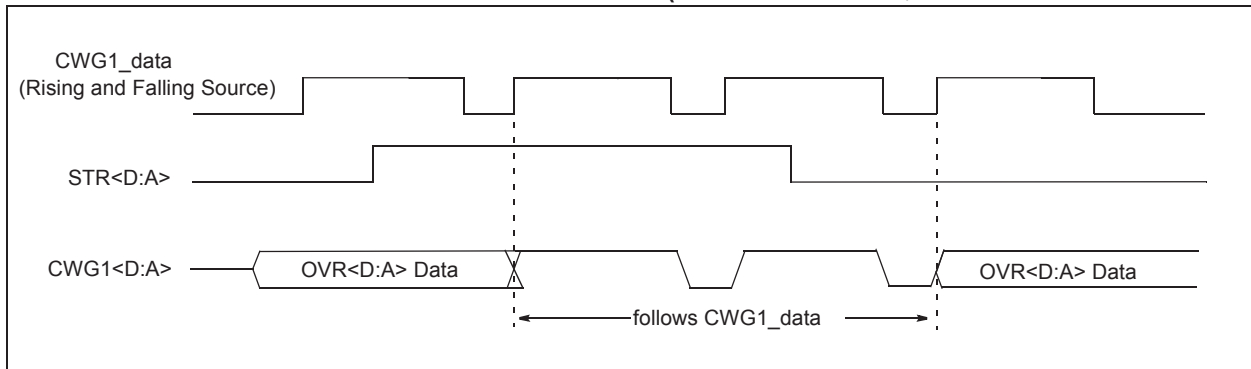 CWG1_data
(Rising and Falling Source)
STR<D:A>
CWG1<D:A>
OVR<D:A> Data
OVR<D:A> Data
follows CWG1_data